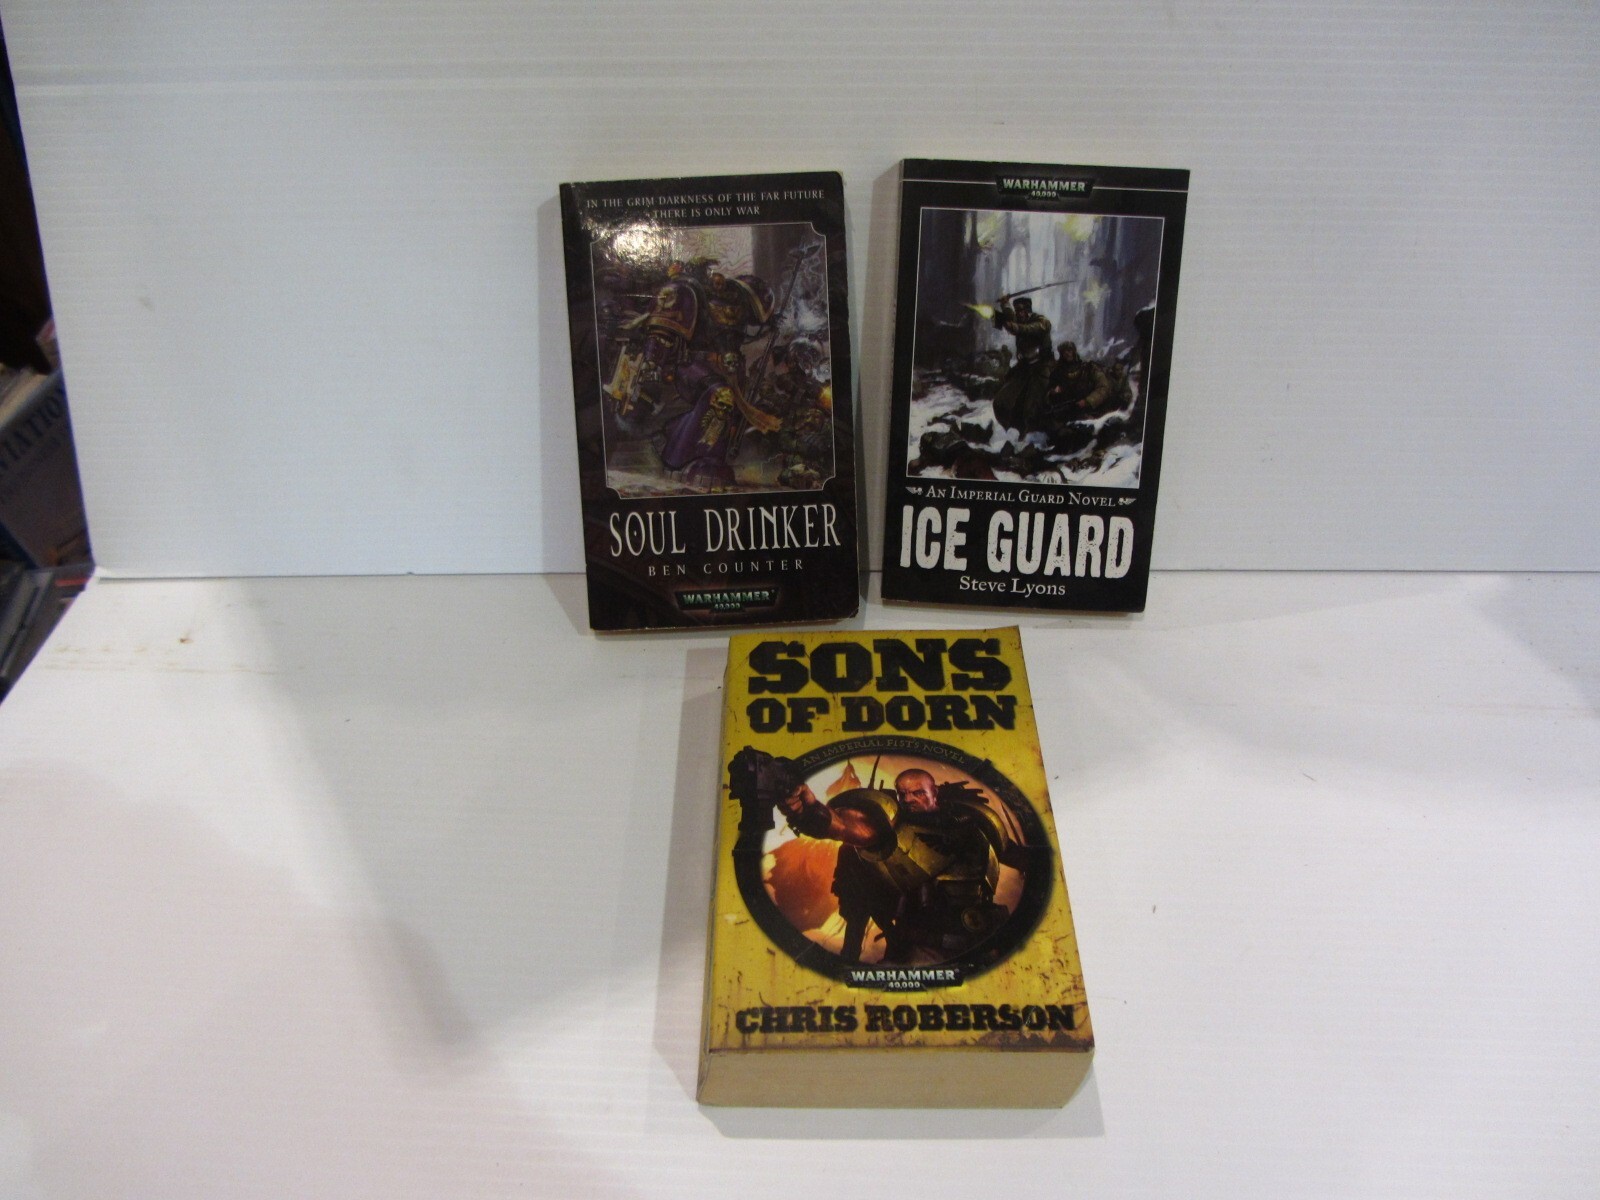 IN THE GRIM DARKNESS OF THE FAR FUTURE
THERE IS ONLY WAR
SOUL DRINKER
BEN COUNTER
WARHAMMER
40,000
WARHAMMER
40,000
AN IMPERIAL GUARD NOVEL
ICE GUARD
Steve Lyons
SONS
OF DORN
AN IMPERIAL FISTS NOVEL
WARHAMMER
40,000
CHRIS ROBERSON